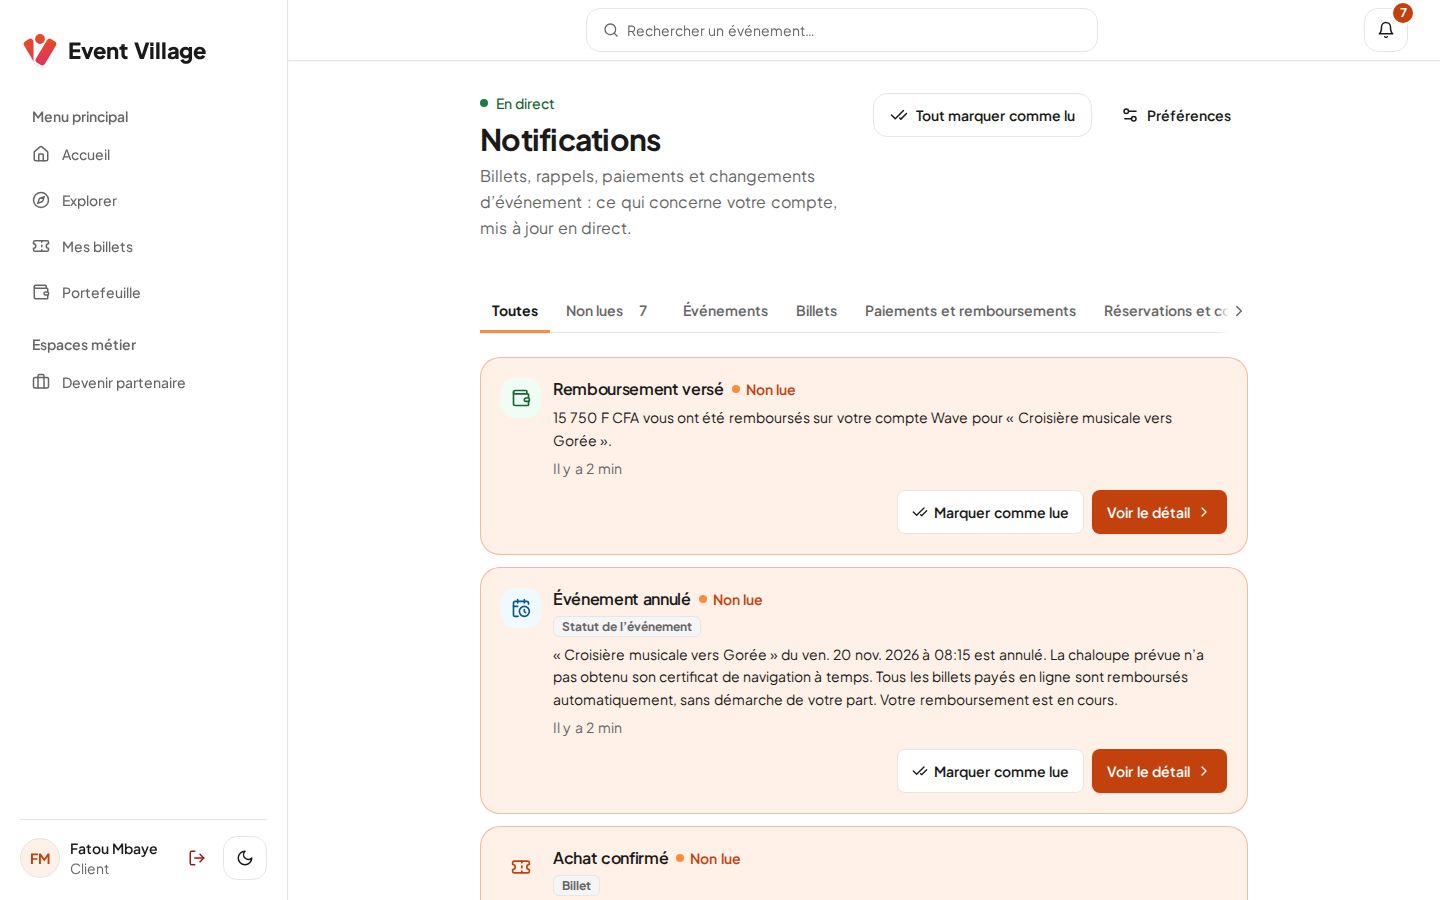 Event Village
Rechercher un événement…
7
Menu principal
Accueil
Explorer
Mes billets
Portefeuille
Espaces métier
Devenir partenaire
FM
Fatou Mbaye
Client
En direct
Notifications
Billets, rappels, paiements et changements
d’événement : ce qui concerne votre compte,
mis à jour en direct.
Tout marquer comme lu
Préférences
Toutes Non lues 7 Événements Billets Paiements et remboursements Réservations et
Remboursement versé Non lue
15 750 F CFA vous ont été remboursés sur votre compte Wave pour « Croisière musicale vers
Gorée ».
Il y a 2 min
Marquer comme lue Voir le détail
Événement annulé Non lue
Statut de l’événement
« Croisière musicale vers Gorée » du ven. 20 nov. 2026 à 08:15 est annulé. La chaloupe prévue n’a
pas obtenu son certificat de navigation à temps. Tous les billets payés en ligne sont remboursés
automatiquement, sans démarche de votre part. Votre remboursement est en cours.
Il y a 2 min
Marquer comme lue Voir le détail
Achat confirmé Non lue
Billet